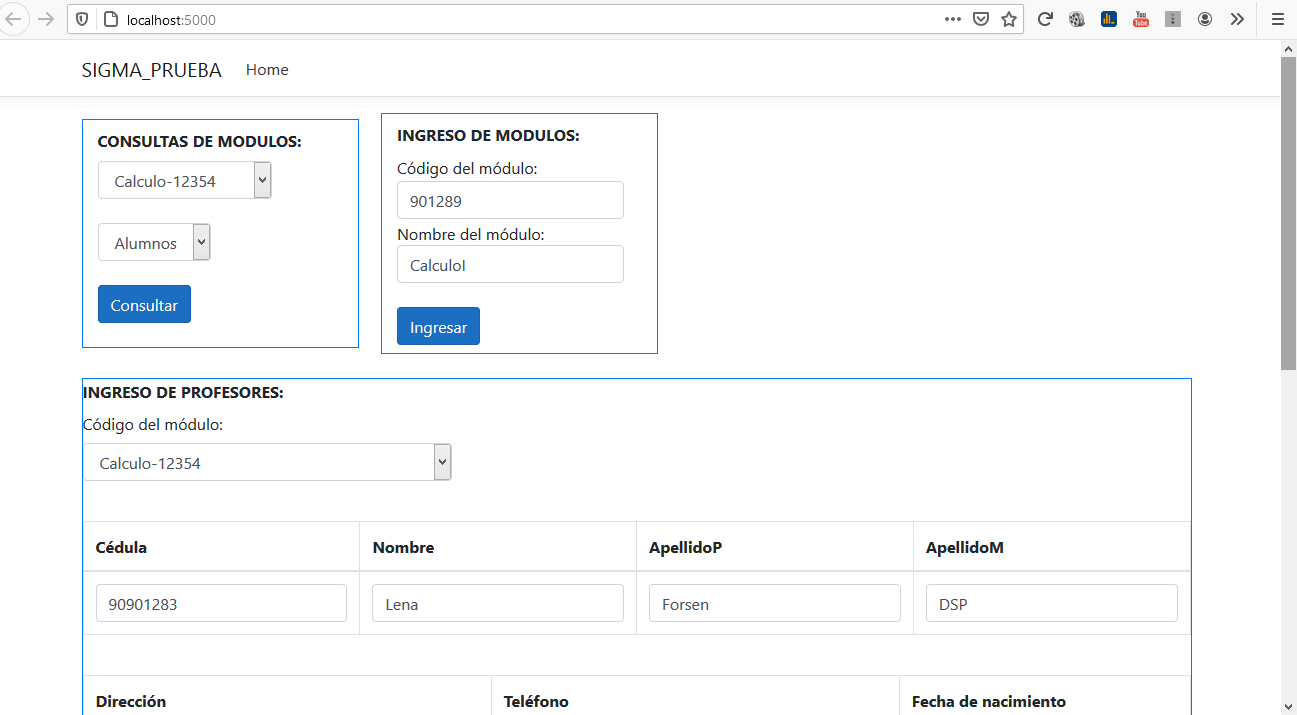 localhost:5000
You
Tube
SIGMA_PRUEBA Home
CONSULTAS DE MODULOS:
Calculo-12354
Alumnos
Consultar
INGRESO DE MODULOS:
Código del módulo:
901289
Nombre del módulo:
CalculoI
Ingresar
INGRESO DE PROFESORES:
Código del módulo:
Calculo-12354
Cédula Nombre ApellidoP ApellidoM
90901283 Lena Forsen DSP
Dirección Teléfono Fecha de nacimiento